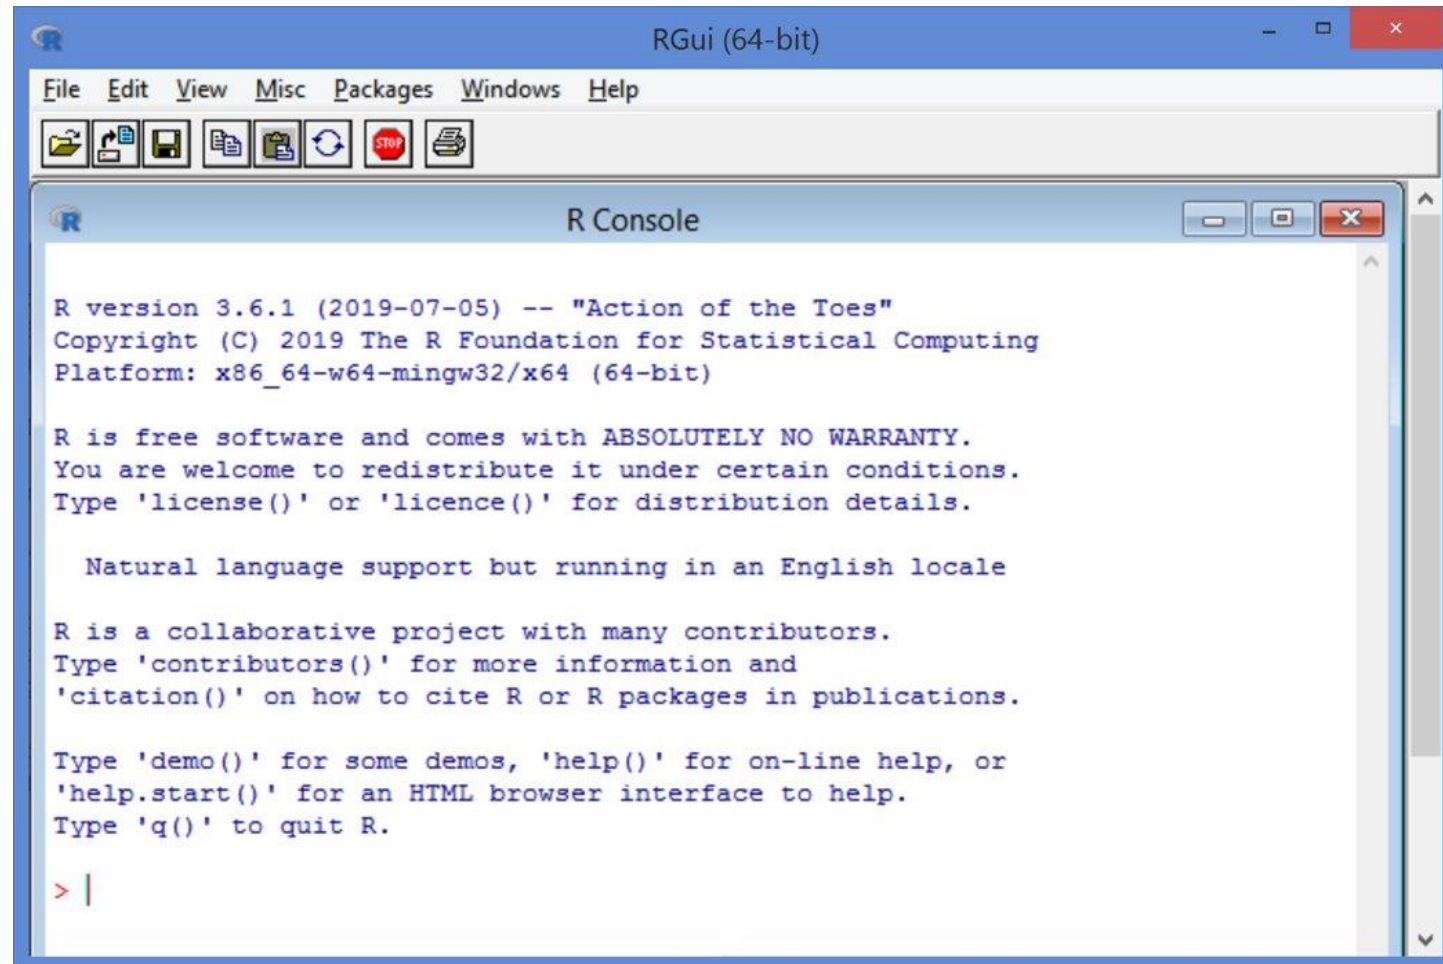 RGui (64-bit)
File Edit View Misc Packages Windows Help
STOP
R Console
R version 3.6.1 (2019-07-05) -- "Action of the Toes"
Copyright (C) 2019 The R Foundation for Statistical Computing
Platform: x86_64-w64-mingw32/x64 (64-bit)
R is free software and comes with ABSOLUTELY NO WARRANTY.
You are welcome to redistribute it under certain conditions.
Type 'license()' or 'licence()' for distribution details.
Natural language support but running in an English locale
R is a collaborative project with many contributors.
Type 'contributors()' for more information and
'citation()' on how to cite R or R packages in publications.
Type 'demo()' for some demos, 'help()' for on-line help, or
'help.start()' for an HTML browser interface to help.
Type 'q()' to quit R.
>